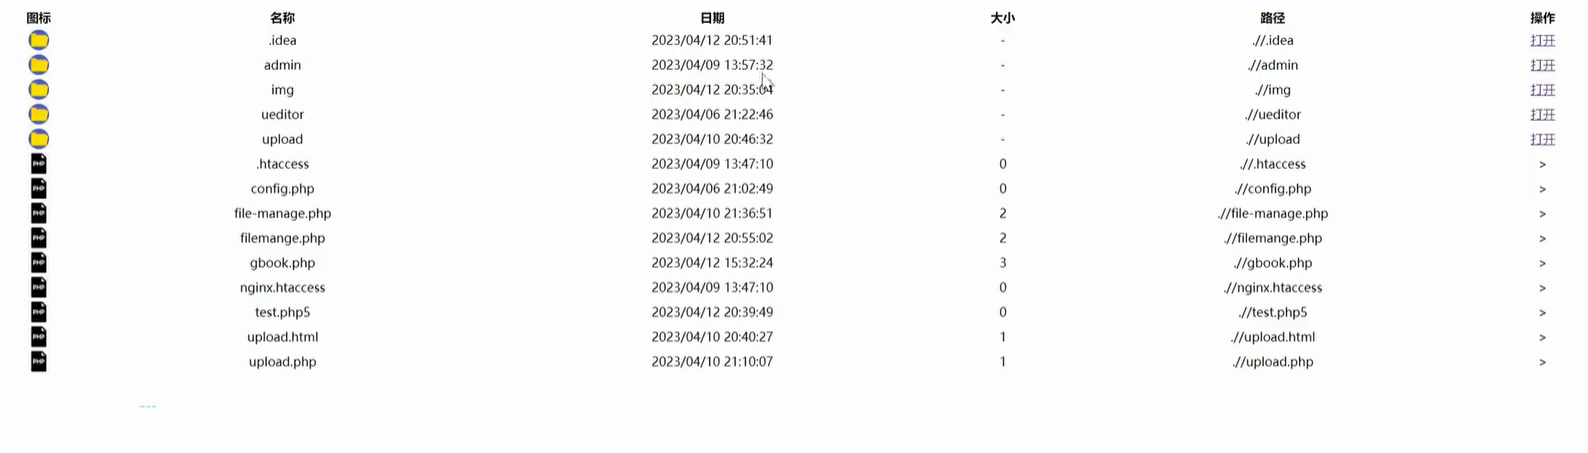 图标 名称 日期 大小 路径 操作
.idea 2023/04/12 20:51:41 - .//.idea 打开
admin 2023/04/09 13:57:32 - .//admin 打开
img 2023/04/12 20:35:04 - .//img 打开
ueditor 2023/04/06 21:22:46 - .//ueditor 打开
upload 2023/04/10 20:46:32 - .//upload 打开
PHP .htaccess 2023/04/09 13:47:10 0 .//.htaccess >
PHP config.php 2023/04/06 21:02:49 0 .//config.php >
PHP file-manage.php 2023/04/10 21:36:51 2 .//file-manage.php >
PHP filemange.php 2023/04/12 20:55:02 2 .//filemange.php >
PHP gbook.php 2023/04/12 15:32:24 3 .//gbook.php >
PHP nginx.htaccess 2023/04/09 13:47:10 0 .//nginx.htaccess >
PHP test.php5 2023/04/12 20:39:49 0 .//test.php5 >
PHP upload.html 2023/04/10 20:40:27 1 .//upload.html >
PHP upload.php 2023/04/10 21:10:07 1 .//upload.php >
---